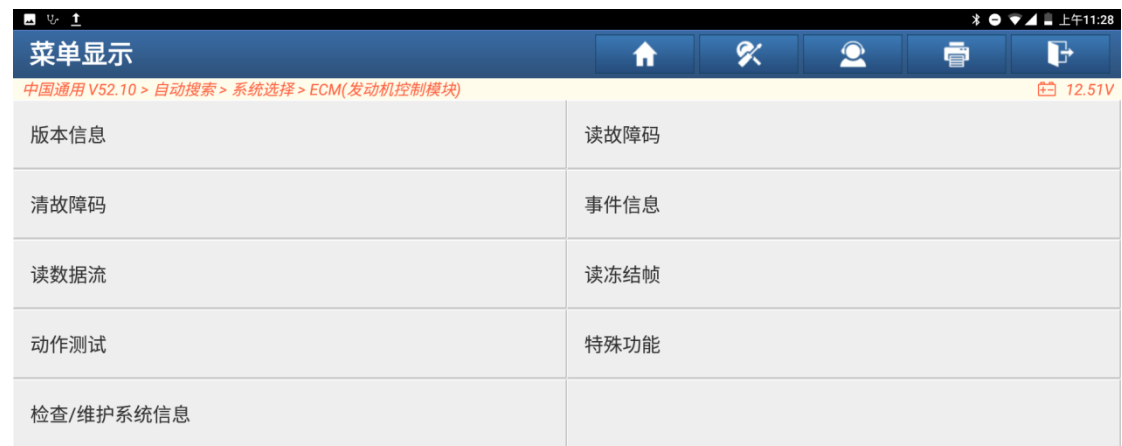 上午11:28
菜单显示
中国通用 V52.10 > 自动搜索 > 系统选择 > ECM(发动机控制模块)
12.51V
版本信息
读故障码
清故障码
事件信息
读数据流
读冻结帧
动作测试
特殊功能
检查/维护系统信息